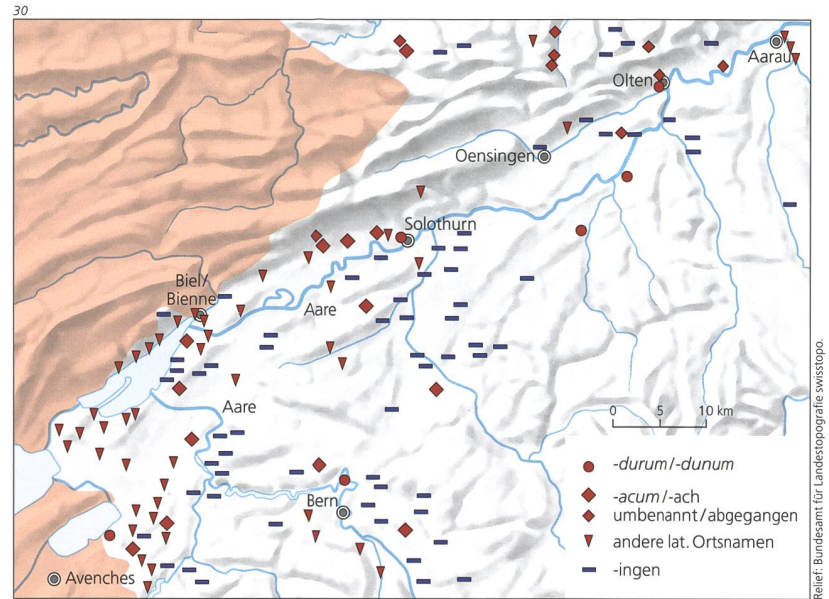 30
Aarau
Olten
Oensingen
Solothurn
Biel/
Bienne
Aare
Aare
0 5 10 km
-durum/-dunum
-acum/-ach
umbenannt/abgegangen
Bern
andere lat. Ortsnamen
-ingen
Avenches
Relief: Bundesamt für Landestopografie swisstopo.